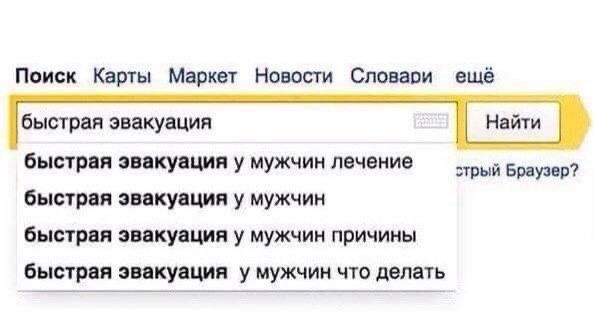 Поиск Карты Маркет Новости Словари ещё
быстрая эвакуация Найти
быстрая эвакуация у мужчин лечение
стрый Браузер?
быстрая эвакуация у мужчин
быстрая эвакуация у мужчин причины
быстрая эвакуация у мужчин что делать